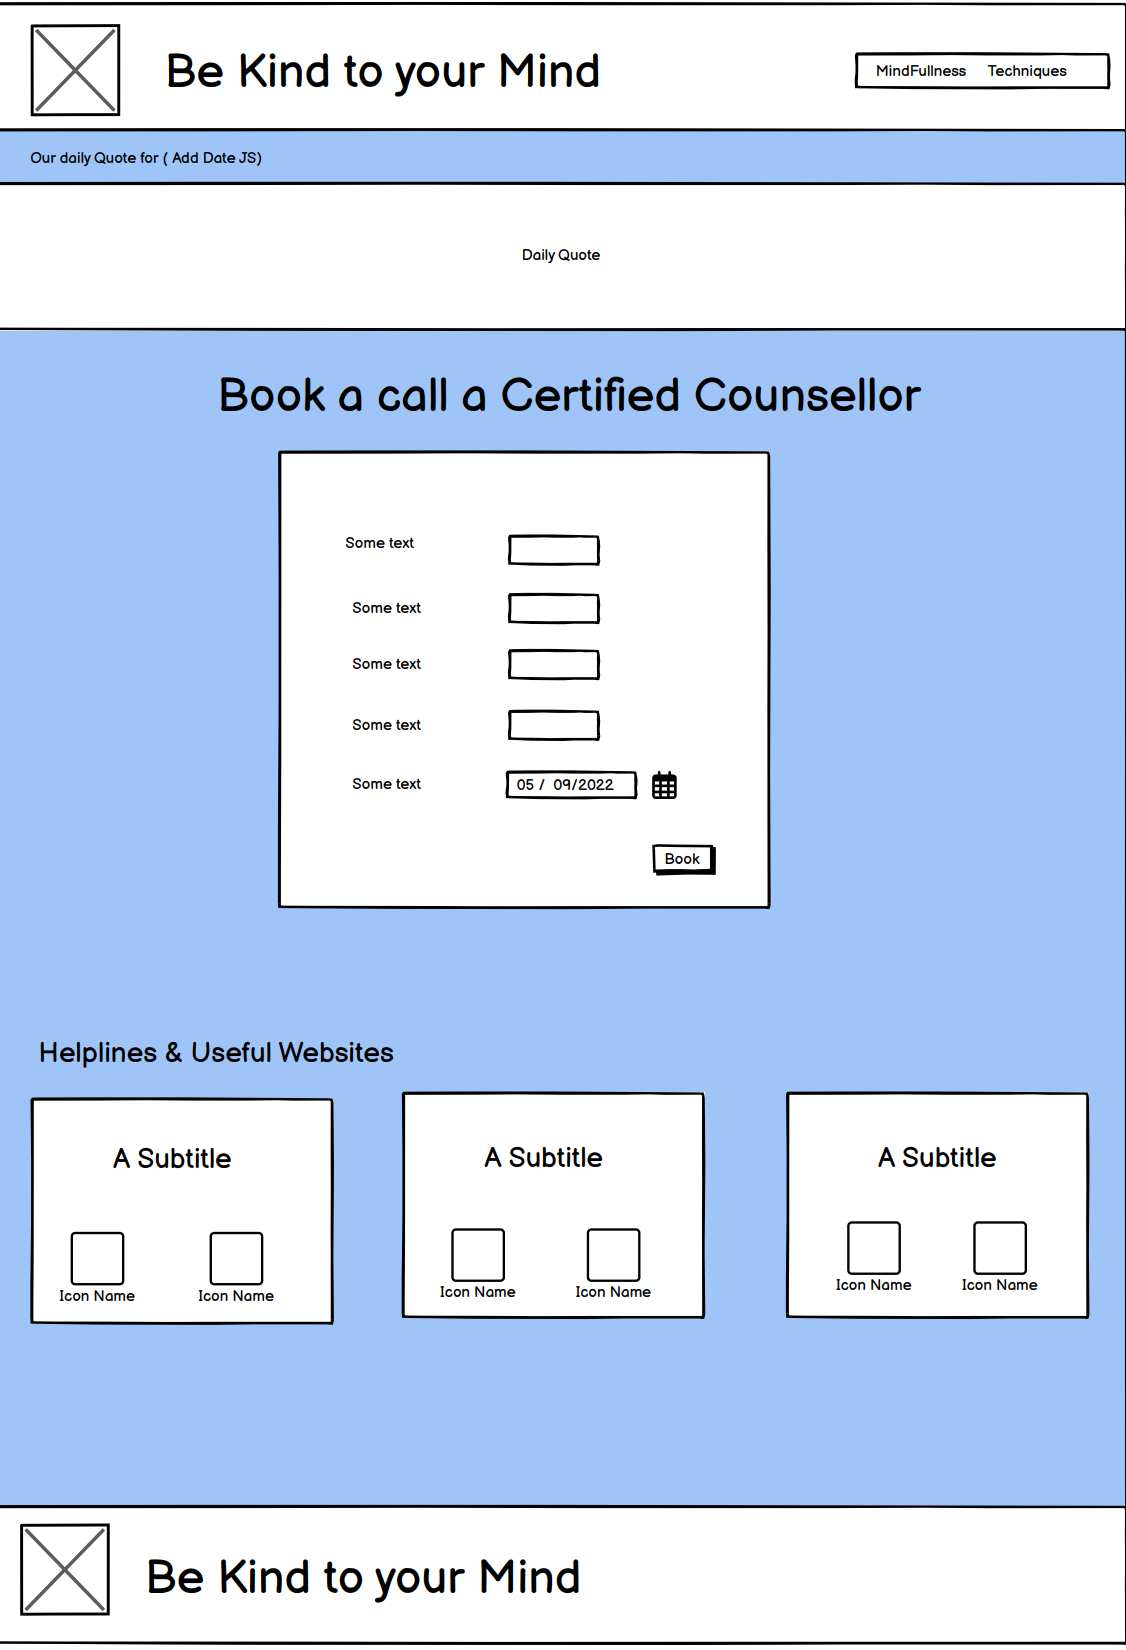 Be Kind to your Mind
MindFullness Techniques
Our daily Quote for ( Add Date JS)
Daily Quote
Book a call a Certified Counsellor
Some text
Some text
Some text
Some text
Some text
05 / 09/2022
Book
Helplines & Useful Websites
A Subtitle
Icon Name
Icon Name
A Subtitle
Icon Name
Icon Name
A Subtitle
Icon Name
Icon Name
Be Kind to your Mind